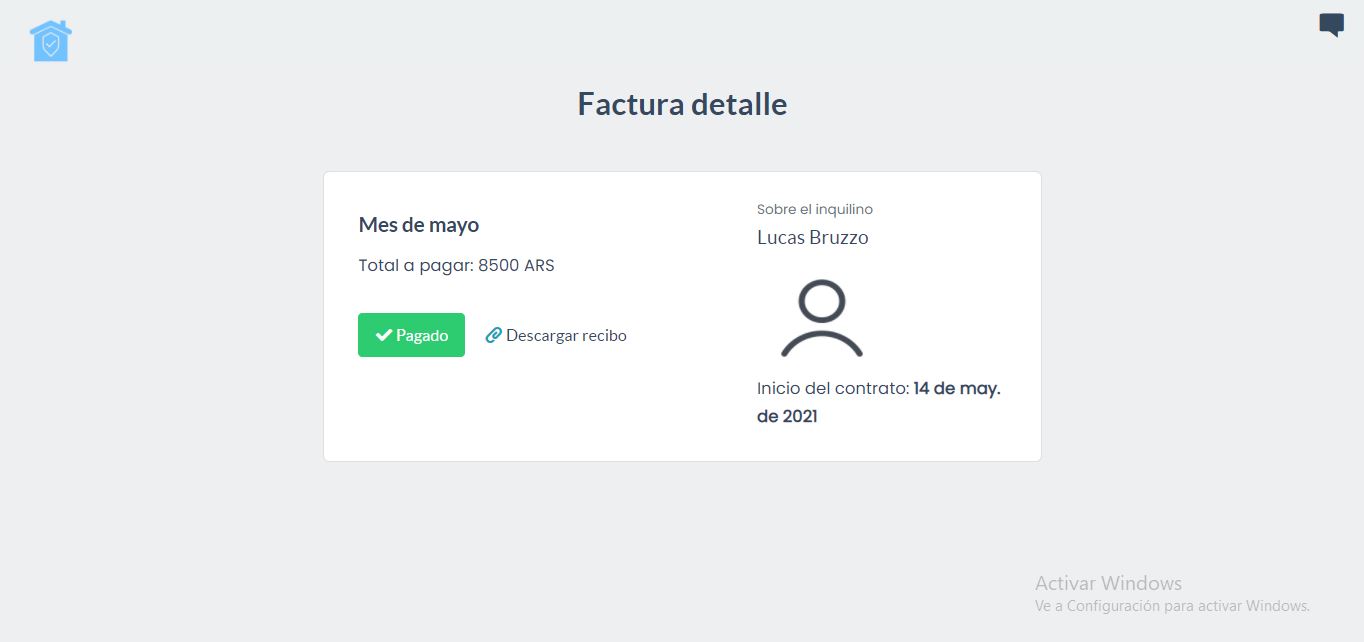 Factura detalle
Mes de mayo
Total a pagar: 8500 ARS
Pagado
Descargar recibo
Sobre el inquilino
Lucas Bruzzo
Inicio del contrato: 14 de may.
de 2021
Activar Windows
Ve a Configuración para activar Windows.